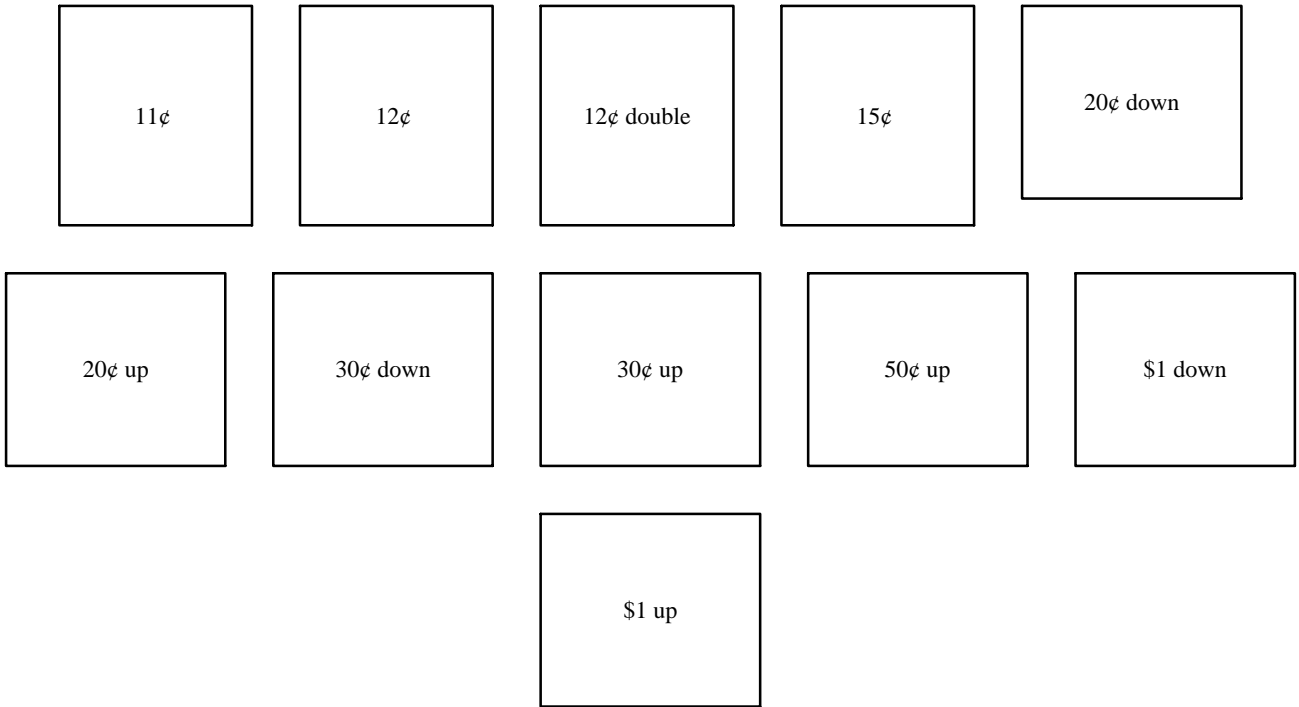 11¢
12¢
12¢ double
15¢
20¢ down
20¢ up
30¢ down
30¢ up
50¢ up
$1 down
$1 up